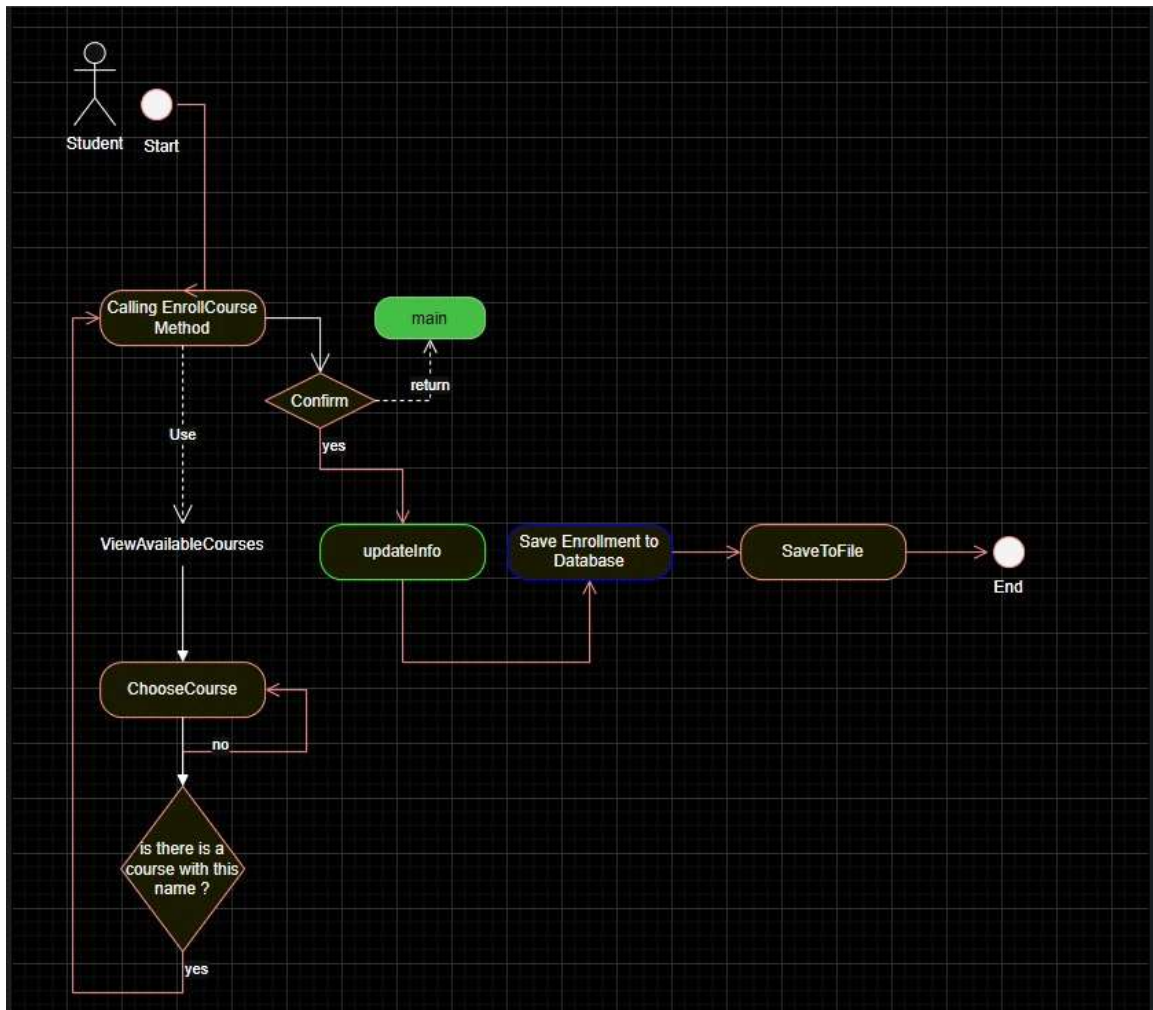 Student
Start
Calling EnrollCourse
Method
main
return
Confirm
yes
Use
ViewAvailableCourses
updateInfo
Save Enrollment to
Database
SaveToFile
End
ChooseCourse
no
is there is a
course with this
name ?
yes